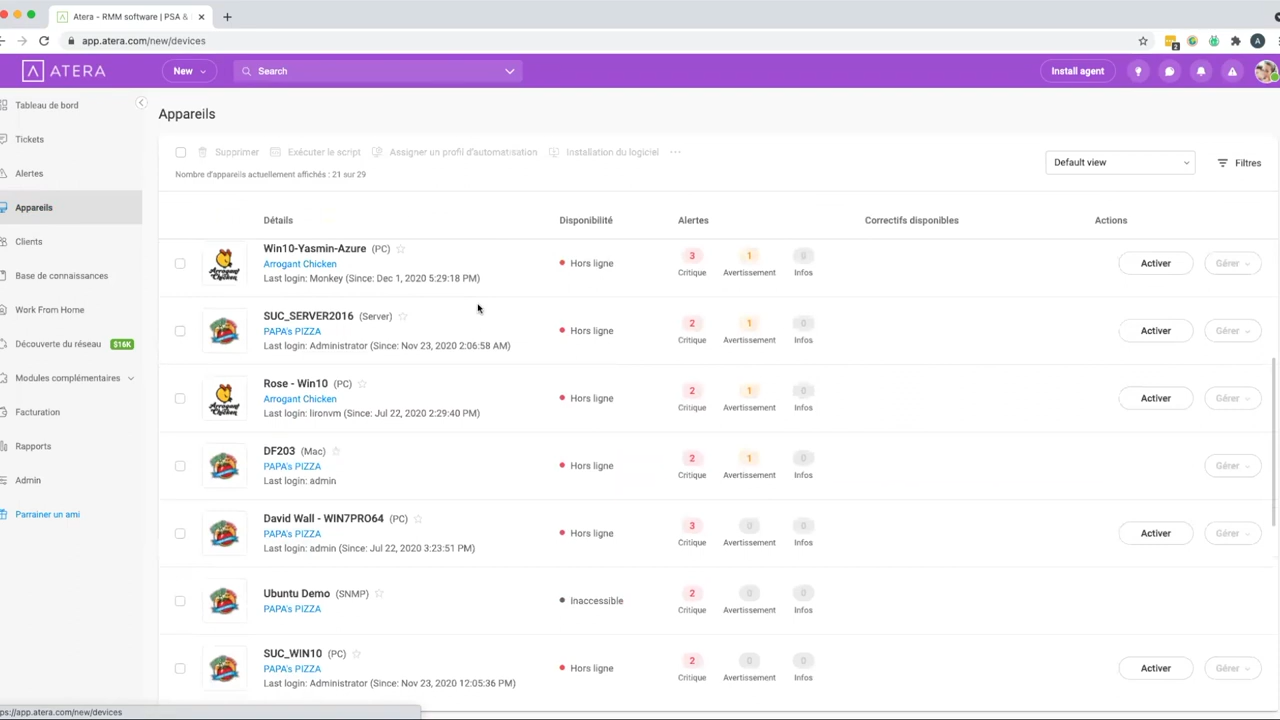 Atera - RMM software | PSA &
app.atera.com/new/devices
2
A
ATERA
New
Search
Install agent
Tableau de bord
Tickets
Alertes
Appareils
Clients
Base de connaissances
Work From Home
Découverte du réseau $16K
Modules complémentaires
Facturation
Rapports
Admin
Parrainer un ami
Appareils
Supprimer Exécuter le script Assigner un profil d'automatisation Installation du logiciel ...
Nombre d'appareils actuellement affichés : 21 sur 29
Default view
Filtres
Détails Disponibilité Alertes Correctifs disponibles Actions
Win10-Yasmin-Azure (PC)
Arrogant Chicken
Last login: Monkey (Since: Dec 1, 2020 5:29:18 PM)
Hors ligne
3 1 0
Critique Avertissement Infos
Activer Gérer
SUC_SERVER2016 (Server)
PAPA's PIZZA
Last login: Administrator (Since: Nov 23, 2020 2:06:58 AM)
Hors ligne
2 1 0
Critique Avertissement Infos
Activer Gérer
Rose - Win10 (PC)
Arrogant Chicken
Last login: lironvm (Since: Jul 22, 2020 2:29:40 PM)
Hors ligne
2 1 0
Critique Avertissement Infos
Activer Gérer
DF203 (Mac)
PAPA's PIZZA
Last login: admin
Hors ligne
2 1 0
Critique Avertissement Infos
Gérer
David Wall - WIN7PRO64 (PC)
PAPA's PIZZA
Last login: admin (Since: Jul 22, 2020 3:23:51 PM)
Hors ligne
3 0 0
Critique Avertissement Infos
Activer Gérer
Ubuntu Demo (SNMP)
PAPA's PIZZA
Inaccessible
2 0 0
Critique Avertissement Infos
SUC_WIN10 (PC)
PAPA's PIZZA
Last login: Administrator (Since: Nov 23, 2020 12:05:36 PM)
Hors ligne
2 0 0
Critique Avertissement Infos
Activer Gérer
ps://app.atera.com/new/devices